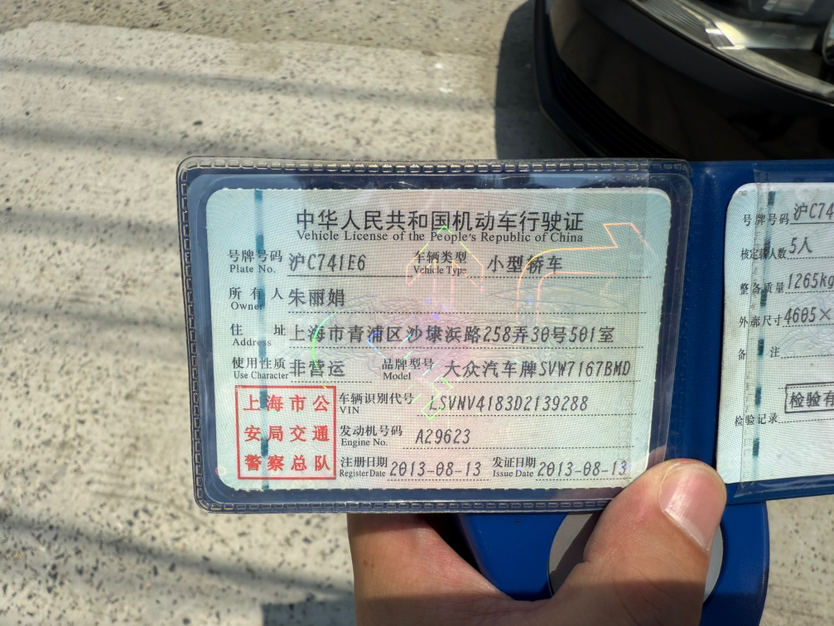 中华人民共和国机动车行驶证
Vehicle License of the People's Republic of China
号牌号码 沪C741E6 车辆类型 小型轿车
Plate No. Vehicle Type
所有人 朱丽娟
Owner
住址 上海市青浦区沙埭浜路258弄30号501室
Address
使用性质 非营运 品牌型号 大众汽车牌SVW7167BMD
Use Character Model
上海市公
安局交通
警察总队
车辆识别代号 LSVNV4183D2139288
VIN
发动机号码 A29623
Engine No.
注册日期 2013-08-13 发证日期 2013-08-13
Register Date Issue Date
号牌号码 沪C74
核定载人数 5人
整备质量 1265kg
外廓尺寸 4605×
备注
检验有
检验记录